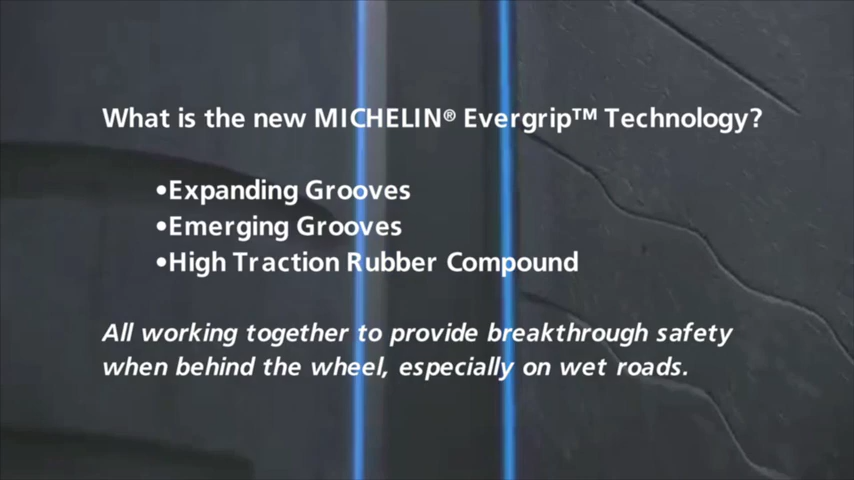 What is the new MICHELIN® Evergrip™ Technology?
•Expanding Grooves
•Emerging Grooves
•High Traction Rubber Compound
All working together to provide breakthrough safety
when behind the wheel, especially on wet roads.